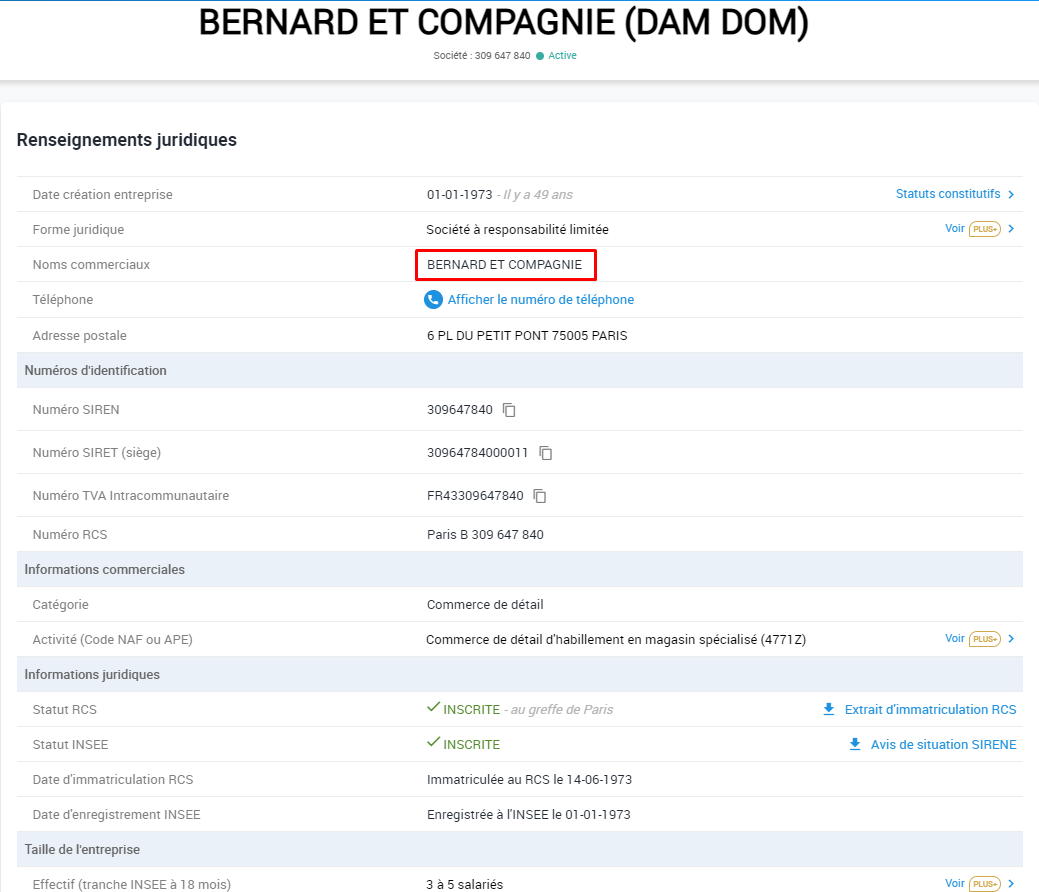 BERNARD ET COMPAGNIE (DAM DOM)
Société : 309 647 840 Active
Renseignements juridiques
Date création entreprise 01-01-1973 - Il y a 49 ans Statuts constitutifs
Forme juridique Société à responsabilité limitée Voir PLUS+
Noms commerciaux BERNARD ET COMPAGNIE
Téléphone Afficher le numéro de téléphone
Adresse postale 6 PL DU PETIT PONT 75005 PARIS
Numéros d'identification
Numéro SIREN 309647840
Numéro SIRET (siège) 30964784000011
Numéro TVA Intracommunautaire FR43309647840
Numéro RCS Paris B 309 647 840
Informations commerciales
Catégorie Commerce de détail
Activité (Code NAF ou APE) Commerce de détail d'habillement en magasin spécialisé (4771Z) Voir PLUS+
Informations juridiques
Statut RCS INSCRITE - au greffe de Paris Extrait d'immatriculation RCS
Statut INSEE INSCRITE Avis de situation SIRENE
Date d'immatriculation RCS Immatriculée au RCS le 14-06-1973
Date d'enregistrement INSEE Enregistrée à l'INSEE le 01-01-1973
Taille de l'entreprise
Effectif (tranche INSEE à 18 mois) 3 à 5 salariés Voir PLUS+